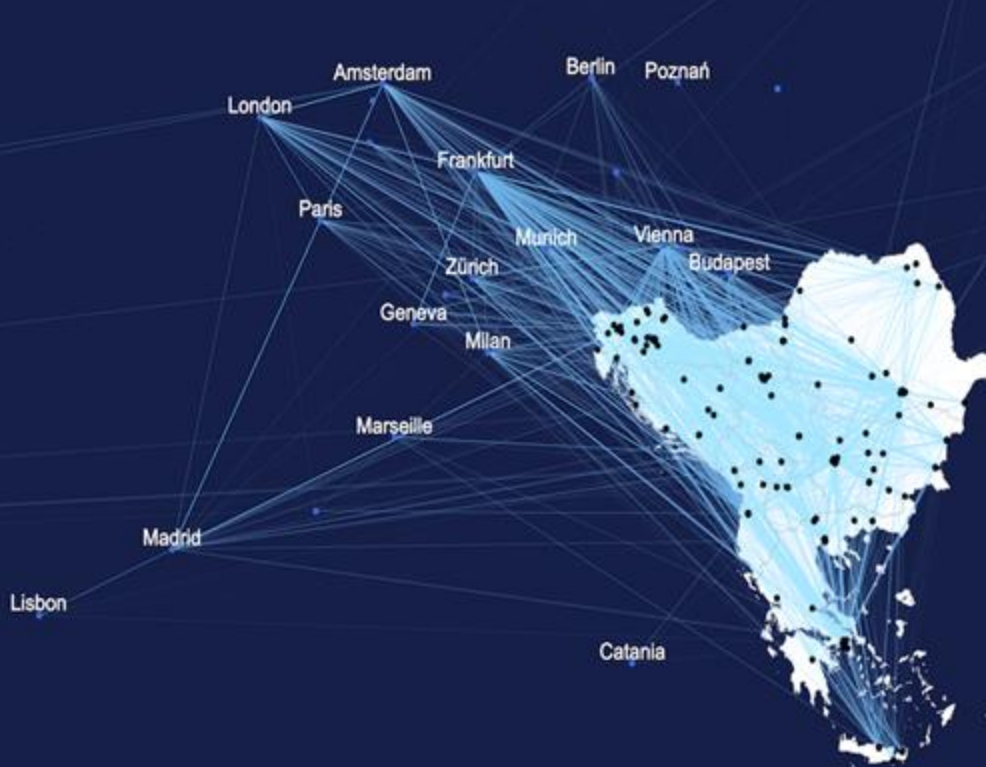 Amsterdam
Berlin
Poznań
London
Frankfurt
Paris
Munich
Vienna
Budapest
Zürich
Geneva
Milan
Marseille
Madrid
Lisbon
Catania